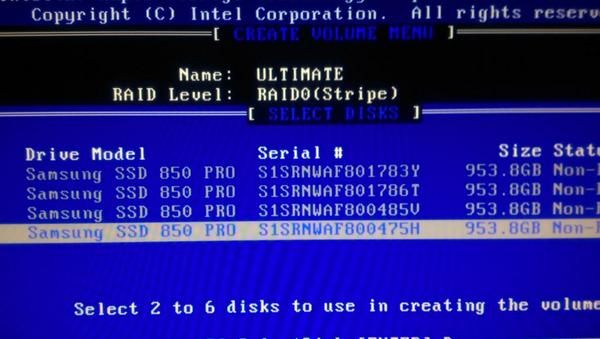 Copyright (C) Intel Corporation. All rights reserv
[ CREATE VOLUME MENU ]
Name: ULTIMATE
RAID Level: RAID0(Stripe)
[ SELECT DISKS ]
Drive Model Serial # Size Statu
Samsung SSD 850 PRO S1SRNWAF801783Y 953.8GB Non-
Samsung SSD 850 PRO S1SRNWAF801786T 953.8GB Non-
Samsung SSD 850 PRO S1SRNWAF800485V 953.8GB Non-
Samsung SSD 850 PRO S1SRNWAF800475H 953.8GB Non-
Select 2 to 6 disks to use in creating the volume